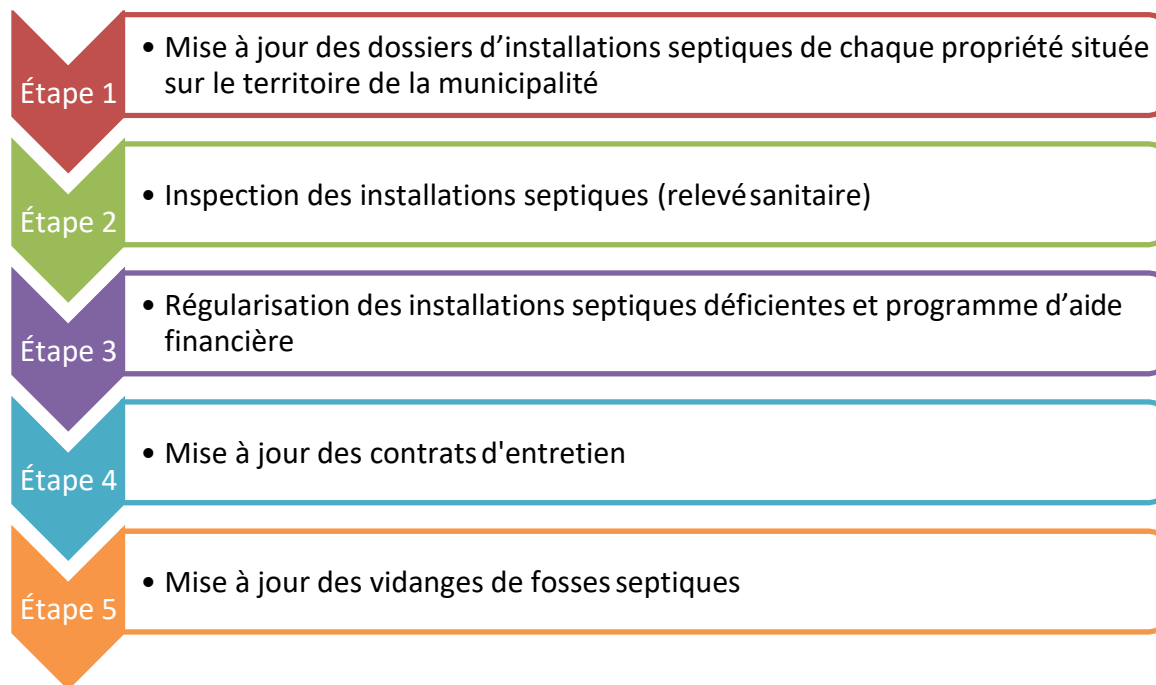 Étape 1
• Mise à jour des dossiers d’installations septiques de chaque propriété située
sur le territoire de la municipalité
Étape 2
• Inspection des installations septiques (relevé sanitaire)
Étape 3
• Régularisation des installations septiques déficientes et programme d’aide
financière
Étape 4
• Mise à jour des contrats d'entretien
Étape 5
• Mise à jour des vidanges de fosses septiques